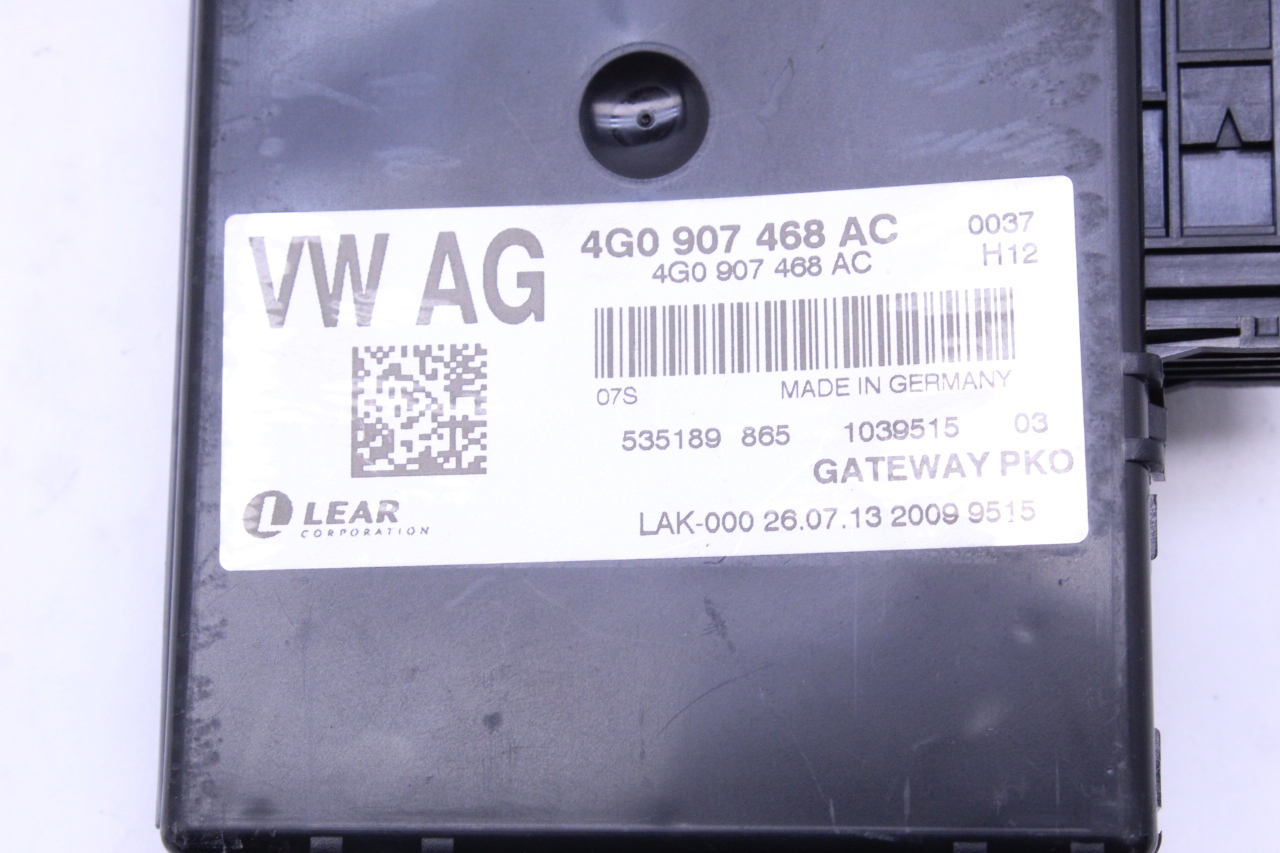 VW AG
4G0 907 468 AC
0037
4G0 907 468 AC
H12
07S
MADE IN GERMANY
535189 865 1039515 03
GATEWAY PKO
LEAR
CORPORATION
LAK-000 26.07.13 2009 9515